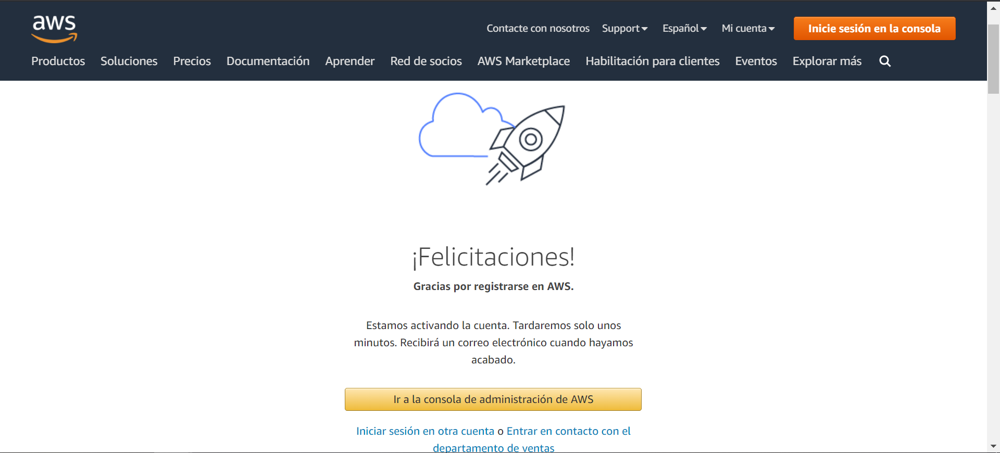 aws
Contacte con nosotros Support Español Mi cuenta Inicie sesión en la consola
Productos Soluciones Precios Documentación Aprender Red de socios AWS Marketplace Habilitación para clientes Eventos Explorar más
¡Felicitaciones!
Gracias por registrarse en AWS.
Estamos activando la cuenta. Tardaremos solo unos
minutos. Recibirá un correo electrónico cuando hayamos
acabado.
Ir a la consola de administración de AWS
Iniciar sesión en otra cuenta o Entrar en contacto con el
departamento de ventas